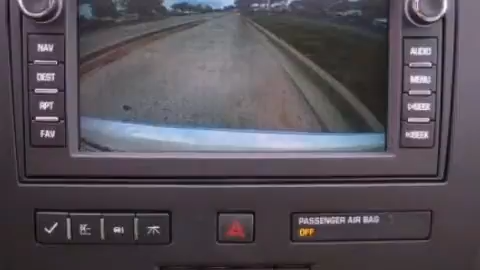 NAV
DEST
RPT
FAV
AUDIO
MENU
SEEK
SEEK
PASSENGER AIR BAG
OFF